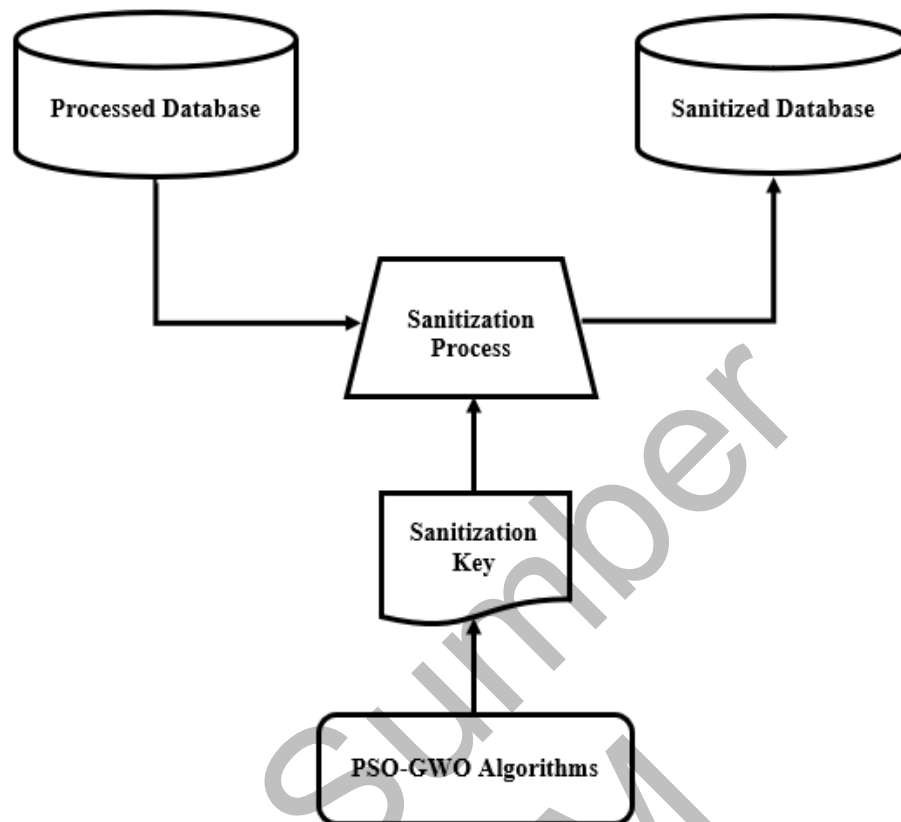 Processed Database
Sanitized Database
Sanitization
Process
Sanitization
Key
PSO-GWO Algorithms
Sumber
M